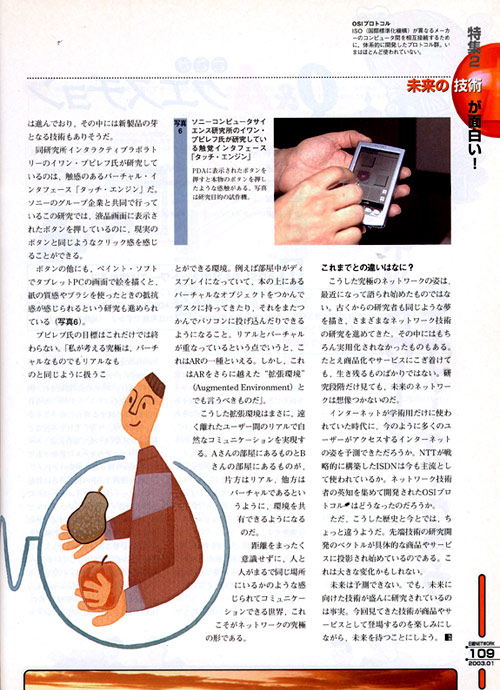 OSIプロトコル
ISO（国際標準化機構）が異なるメーカ
ーのコンピュータ間を相互接続するため
に、体系的に開発したプロトコル群。い
まはほとんど使われていない。
特集2
未来の技術
が面白い！
は進んでおり、その中には新製品の芽
となる技術もありそうだ。
　同研究所インタラクティブラボラト
リーのイワン・プピレフ氏が研究して
いるのは、触感のあるバーチャル・イ
ンタフェース「タッチ・エンジン」だ。
ソニーのグループ企業と共同で行って
いるこの研究では、液晶画面に表示さ
れたボタンを押しているのに、現実の
ボタンと同じようなクリック感を感じ
ることができる。
　ボタンの他にも、ペイント・ソフト
でタブレットPCの画面で絵を描くと、
紙の質感やブラシを使ったときの抵抗
感が感じられるという研究も進められ
ている（写真6）。
　プピレフ氏の目標はこれだけでは終
わらない。「私が考える究極は、バーチ
ャルなものでもリアルなも
のと同じように扱うこ
写真
6
ソニーコンピュータサイ
エンス研究所のイワン・
プピレフ氏が研究してい
る触覚インタフェース
「タッチ・エンジン」
PDAに表示されたボタンを
押すと本物のボタンを押し
たような感触がある。写真
は研究目的の試作機。
とができる環境。例えば部屋中がディ
スプレイになっていて、本の上にある
バーチャルなオブジェクトをつかんで
デスクに持ってきたり、それをまたつ
かんでパソコンに投げ込んだりできる
ようになること。リアルとバーチャル
が重なっているという点でいうと、こ
れはARの一種といえる。しかし、これ
はARをさらに越えた“拡張環境”
（Augmented Environment）と
でも言うべきものだ」。
　こうした拡張環境はまさに、遠
く離れたユーザー間のリアルで自
然なコミュニケーションを実現す
る。Aさんの部屋にあるものとB
さんの部屋にあるものが、
片方はリアル、他方は
バーチャルであるとい
うように、環境を共
有できるようになる
のだ。
　距離をまったく
意識せずに、人と
人がまるで同じ場所
にいるかのような感
じられてコミュニケー
ションできる世界、これ
こそがネットワークの究極
の形である。
これまでとの違いはなに？
　こうした究極のネットワークの姿は、
最近になって語られ始めたものではな
い。古くからの研究者も同じような夢
を描き、さまざまなネットワーク技術
の研究を進めてきた。その中にはもち
ろん実用化されなかったものもある。
たとえ商品化やサービスにこぎ着けて
も、生き残るものばかりではない。研
究段階だけ見ても、未来のネットワー
クは想像つかないのだ。
　インターネットが学術用だけに使わ
れていた時代に、今のように多くのユ
ーザーがアクセスするインターネット
の姿を予測できただろうか。NTTが戦
略的に構築したISDNは今も主流とし
て使われているか。ネットワーク技術
者の英知を集めて開発されたOSIプロ
トコルはどうなったのだろうか。
　ただ、こうした歴史と今とでは、ち
ょっと違うようだ。先端技術の研究開
発のベクトルが具体的な商品やサービ
スに投影され始めているのである。こ
れは大きな変化かもしれない。
　未来は予測できない。でも、未来に
向けた技術が盛んに研究されているの
は事実。今回見てきた技術が商品やサ
ービスとして登場するのを楽しみにし
ながら、未来を待つことにしよう。
日経NETWORK
109
2003.01